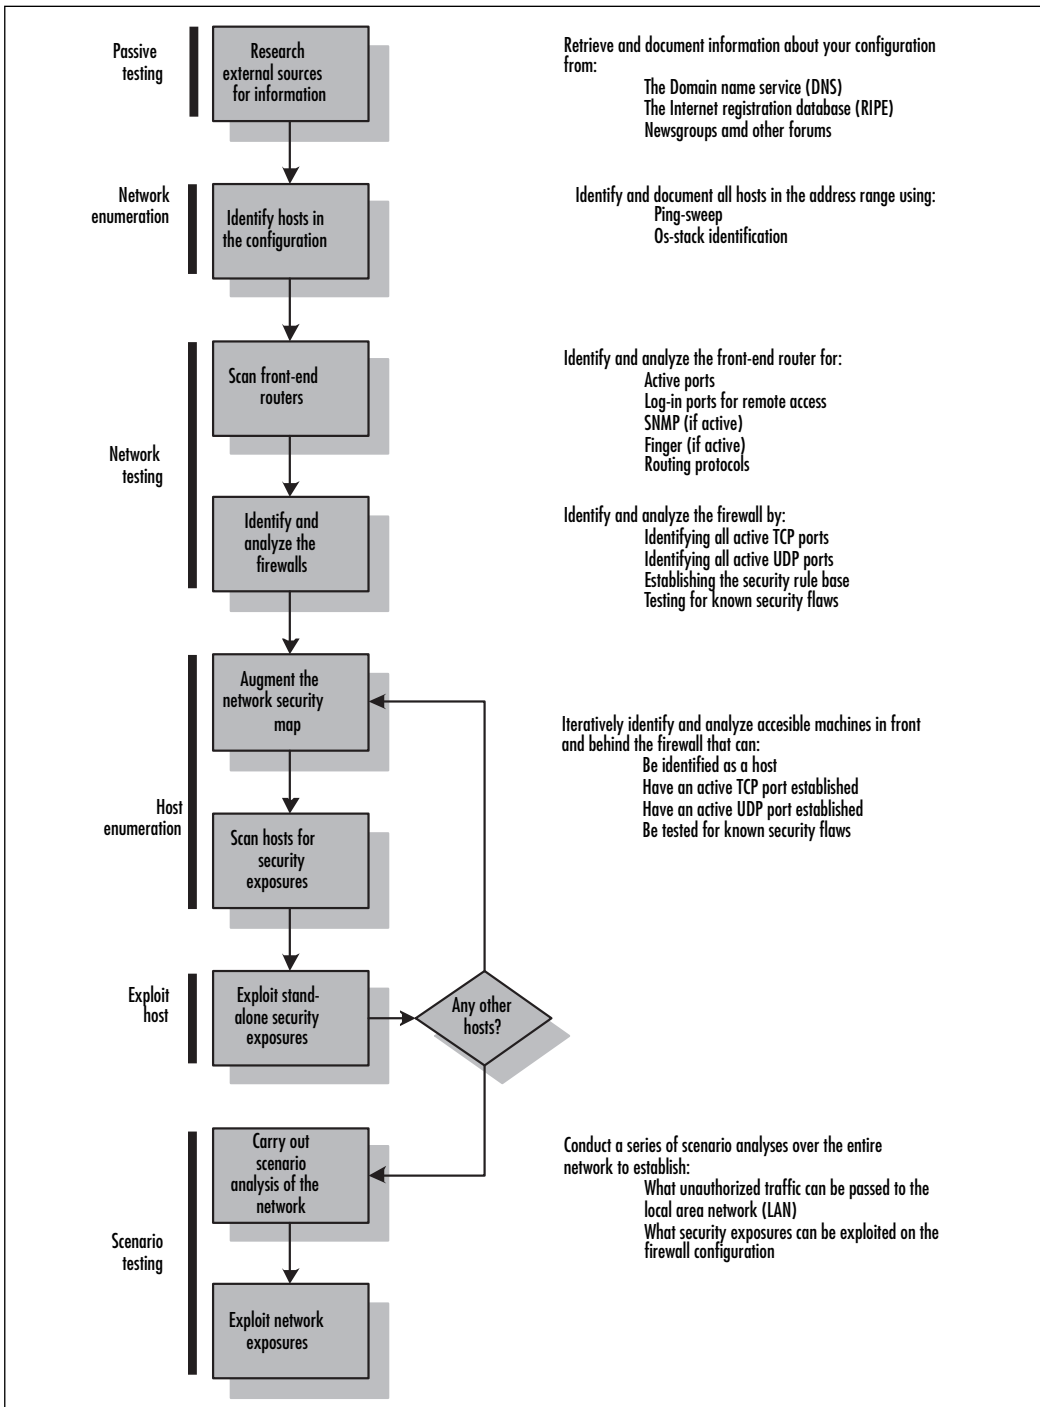 Passive
testing
Research
external sources
for information
Retrieve and document information about your configuration
from:
The Domain name service (DNS)
The Internet registration database (RIPE)
Newsgroups amd other forums
Network
enumeration
Identify hosts in
the configuration
Identify and document all hosts in the address range using:
Ping-sweep
Os-stack identification
Network
testing
Scan front-end
routers
Identify and analyze the front-end router for:
Active ports
Log-in ports for remote access
SNMP (if active)
Finger (if active)
Routing protocols
Identify and
analyze the
firewalls
Identify and analyze the firewall by:
Identifying all active TCP ports
Identifying all active UDP ports
Establishing the security rule base
Testing for known security flaws
Host
enumeration
Augment the
network security
map
Iteratively identify and analyze accesible machines in front
and behind the firewall that can:
Be identified as a host
Have an active TCP port established
Have an active UDP port established
Be tested for known security flaws
Scan hosts for
security
exposures
Exploit
host
Exploit stand-
alone security
exposures
Any other
hosts?
Scenario
testing
Carry out
scenario
analysis of the
network
Conduct a series of scenario analyses over the entire
network to establish:
What unauthorized traffic can be passed to the
local area network (LAN)
What security exposures can be exploited on the
firewall configuration
Exploit network
exposures